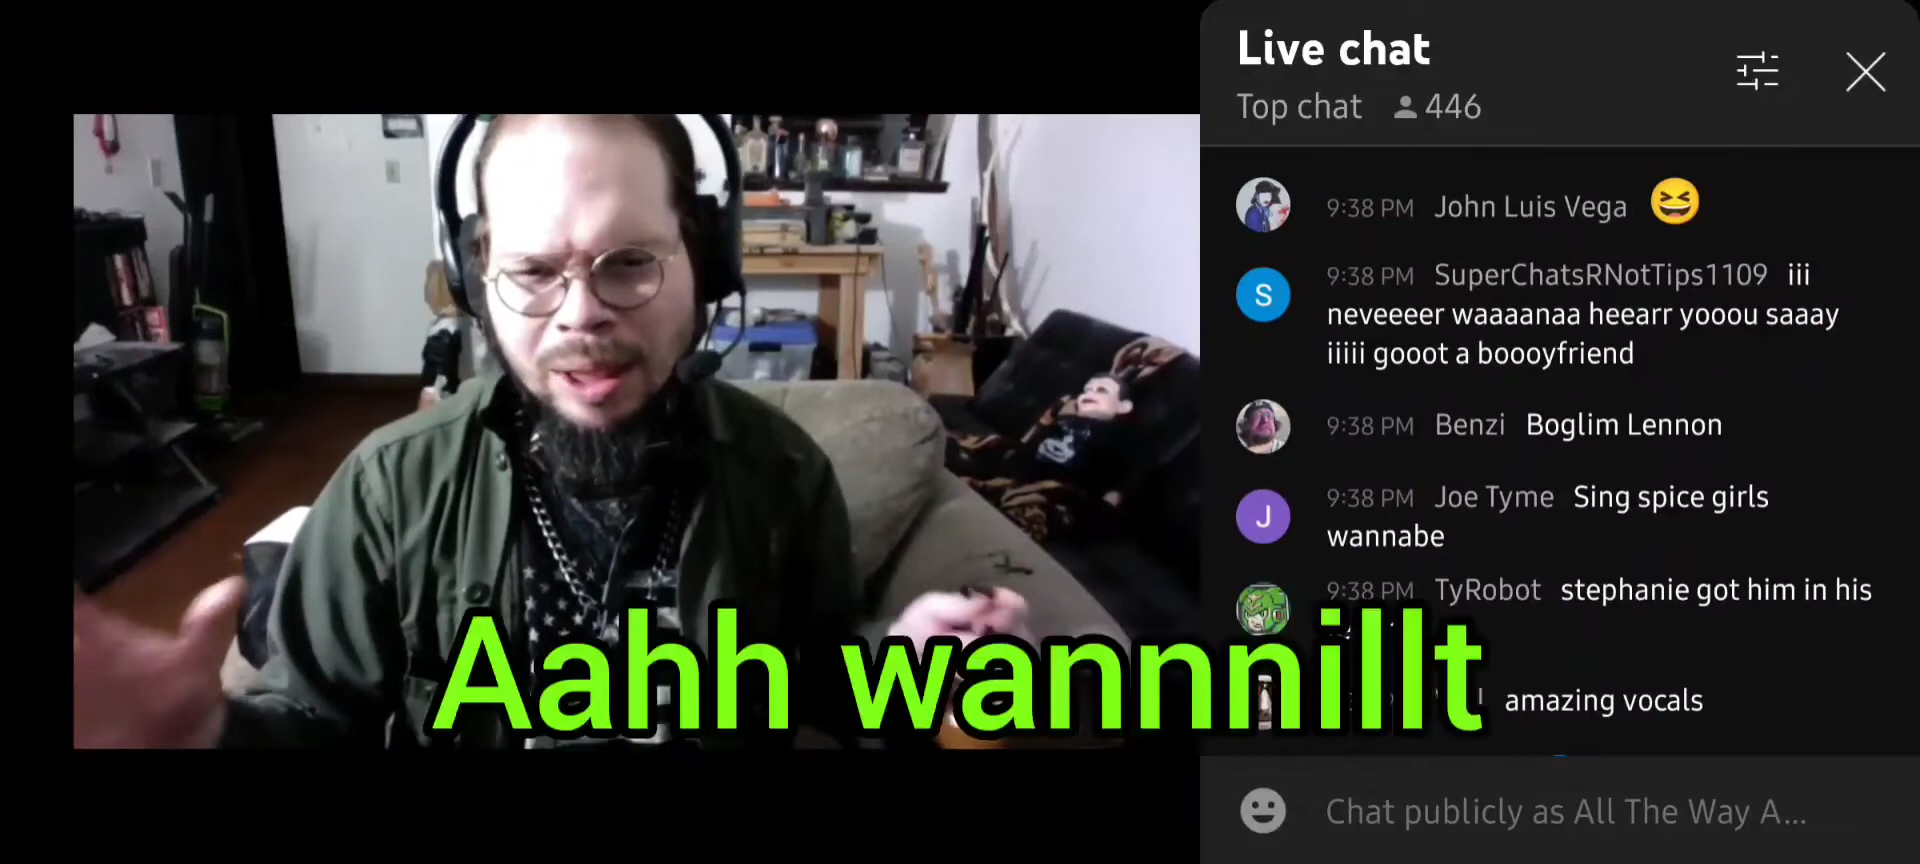 Live chat
Top chat 446
9:38 PM John Luis Vega
9:38 PM SuperChatsRNotTips1109 iii
neveeeer waaaanaa heearr yooou saaay
iiiii gooot a boooyfriend
9:38 PM Benzi Boglim Lennon
9:38 PM Joe Tyme Sing spice girls
wannabe
9:38 PM TyRobot stephanie got him in his
Aahh wannnillt
amazing vocals
Chat publicly as All The Way A...
S
J